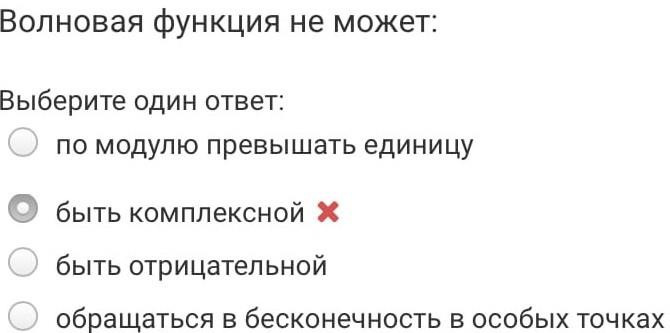 Волновая функция не может:
Выберите один ответ:
по модулю превышать единицу
быть комплексной
быть отрицательной
обращаться в бесконечность в особых точках